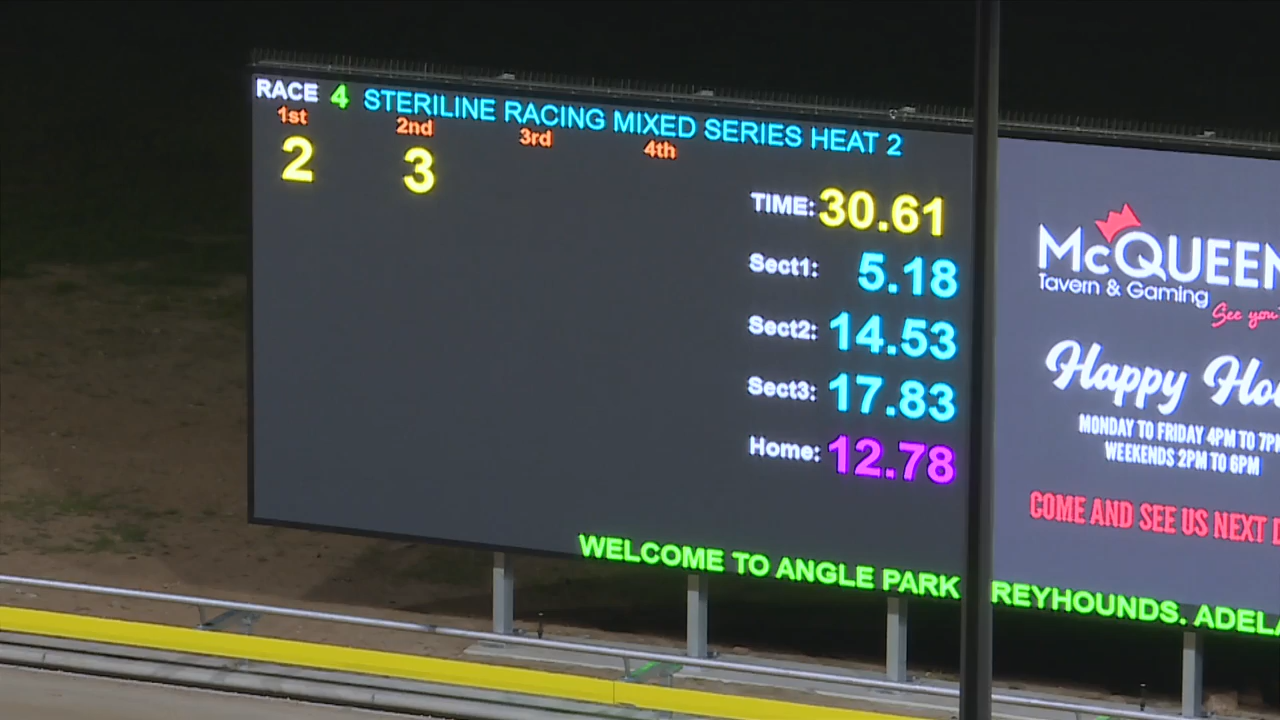 RACE 4 STERILINE RACING MIXED SERIES HEAT 2
1st 2nd 3rd 4th
2 3
TIME: 30.61
Sect1: 5.18
Sect2: 14.53
Sect3: 17.83
Home: 12.78
WELCOME TO ANGLE PARK REYHOUNDS. ADELA
McQUEEN
Tavern & Gaming
See you
Happy Ho
MONDAY TO FRIDAY 4PM TO 7P
WEEKENDS 2PM TO 6PM
COME AND SEE US NEXT